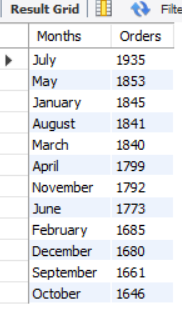 Result Grid Filte
Months Orders
July 1935
May 1853
January 1845
August 1841
March 1840
April 1799
November 1792
June 1773
February 1685
December 1680
September 1661
October 1646